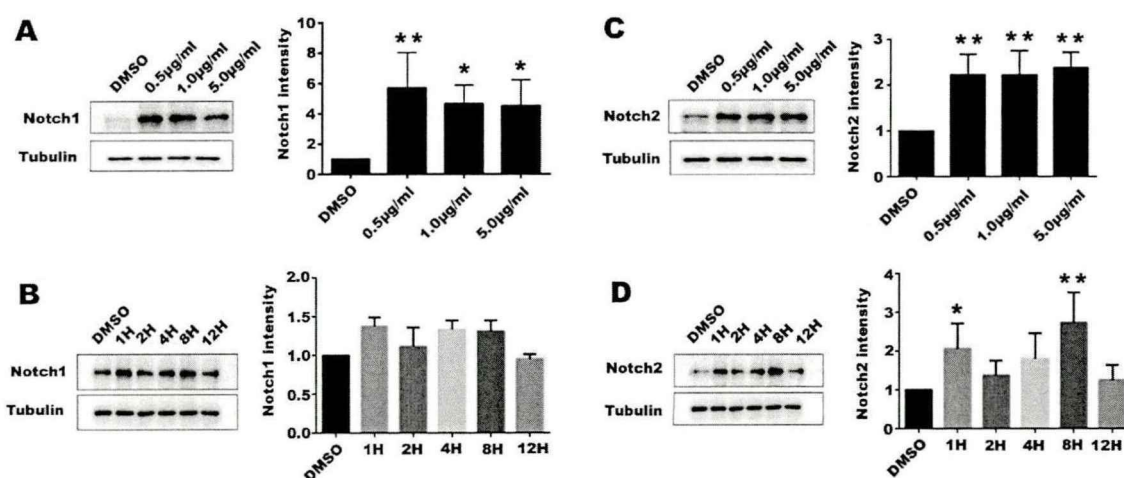 A
DMSO
0.5μg/ml
1.0μg/ml
5.0μg/ml
Notch1
Tubulin
Notch1 intensity
10
8
6
4
2
0
** * *
DMSO
0.5μg/ml
1.0μg/ml
5.0μg/ml
C
DMSO
0.5μg/ml
1.0μg/ml
5.0μg/ml
Notch2
Tubulin
Notch2 intensity
3
2
1
0
** ** **
DMSO
0.5μg/ml
1.0μg/ml
5.0μg/ml
B
DMSO 1H 2H 4H 8H 12H
Notch1
Tubulin
Notch1 intensity
2.0
1.5
1.0
0.5
0.0
DMSO 1H 2H 4H 8H 12H
D
DMSO 1H 2H 4H 8H 12H
Notch2
Tubulin
Notch2 intensity
4
3
2
1
0
* **
DMSO 1H 2H 4H 8H 12H